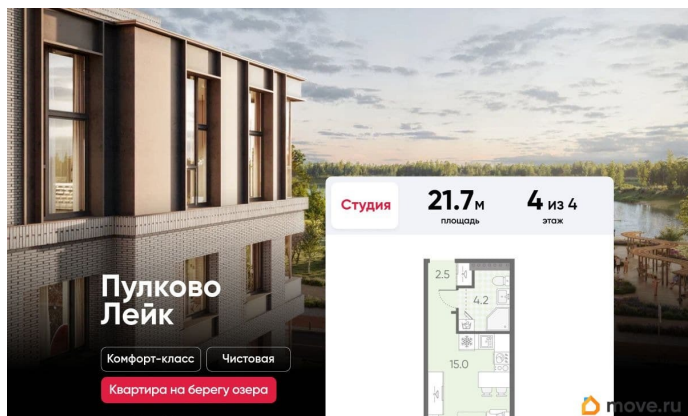 Студия
21.7м
площадь
4 из 4
этаж
2.5
4.2
15.0
Пулково
Лейк
Комфорт-класс
Чистовая
Квартира на берегу озера
move.ru